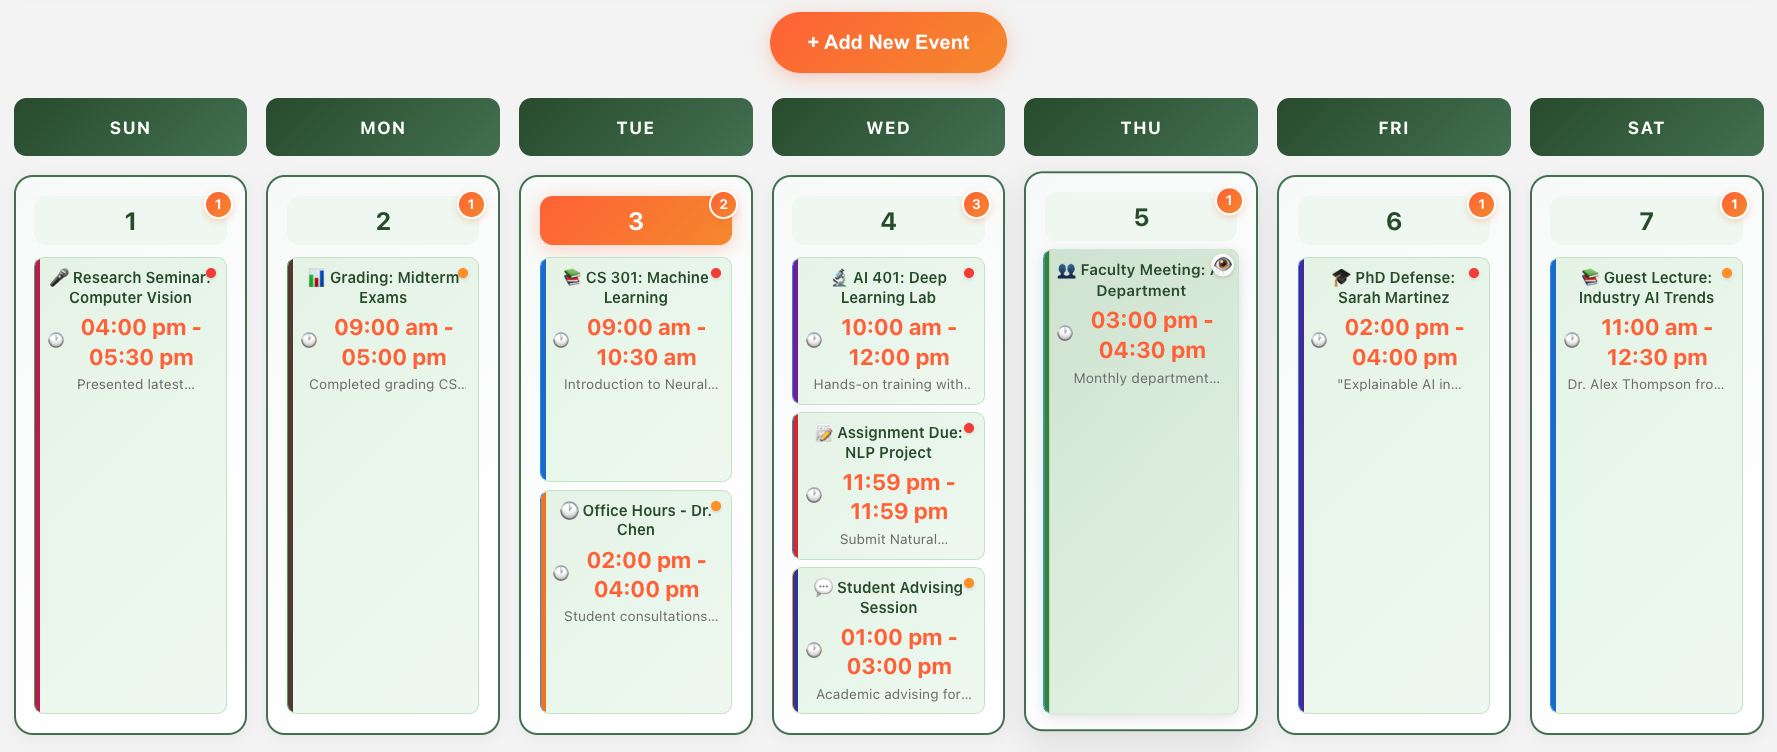 + Add New Event
SUN
MON
TUE
WED
THU
FRI
SAT
1
1
🎤 Research Seminar:
Computer Vision
04:00 pm -
05:30 pm
Presented latest...
2
1
📊 Grading: Midterm
Exams
09:00 am -
05:00 pm
Completed grading CS...
3
2
📚 CS 301: Machine
Learning
09:00 am -
10:30 am
Introduction to Neural...
🕐 Office Hours - Dr.
Chen
02:00 pm -
04:00 pm
Student consultations...
4
3
🔬 AI 401: Deep
Learning Lab
10:00 am -
12:00 pm
Hands-on training with...
📝 Assignment Due:
NLP Project
11:59 pm -
11:59 pm
Submit Natural...
💬 Student Advising
Session
01:00 pm -
03:00 pm
Academic advising for...
5
1
👥 Faculty Meeting:
Department
03:00 pm -
04:30 pm
Monthly department...
6
1
🎓 PhD Defense:
Sarah Martinez
02:00 pm -
04:00 pm
"Explainable AI in...
7
1
📚 Guest Lecture:
Industry AI Trends
11:00 am -
12:30 pm
Dr. Alex Thompson fro...